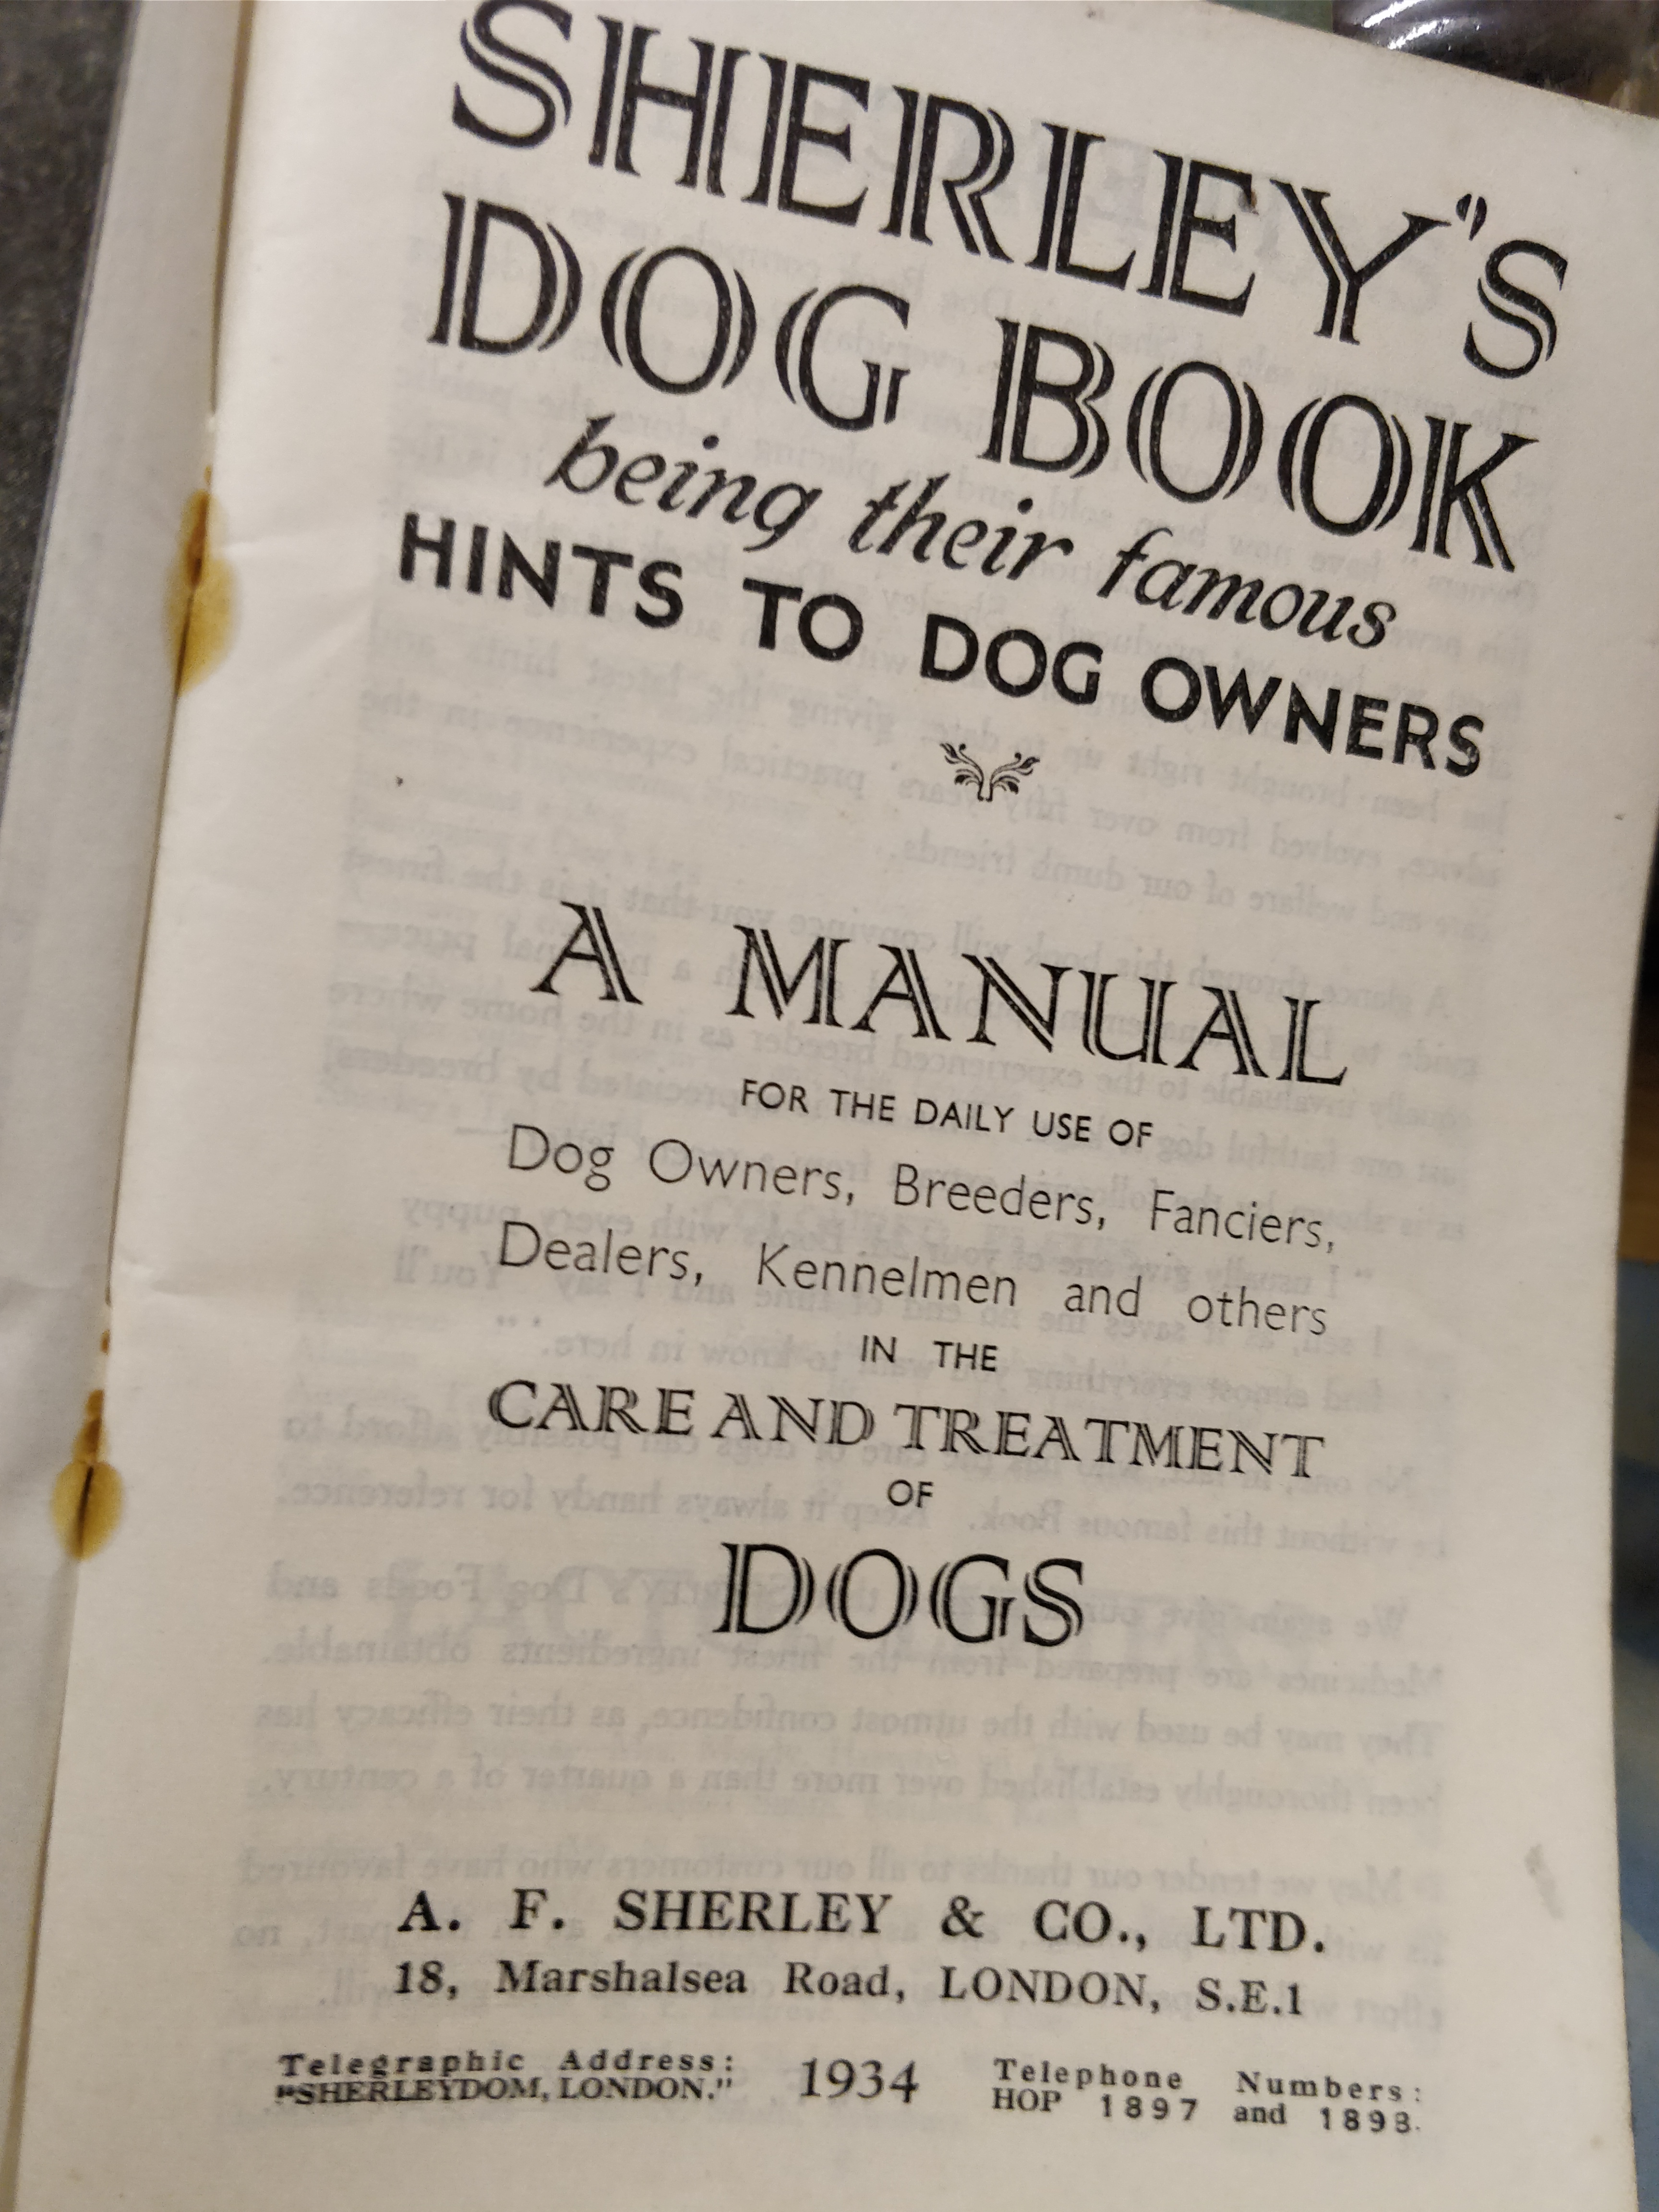 SHERLEY'S
DOG BOOK
being their famous
HINTS TO DOG OWNERS
A MANUAL
FOR THE DAILY USE OF
Dog Owners, Breeders, Fanciers,
Dealers, Kennelmen and others
IN THE
CARE AND TREATMENT
OF
DOGS
A. F. SHERLEY & CO., LTD.
18, Marshalsea Road, LONDON, S.E.1
Telegraphic Address:
"SHERLEYDOM, LONDON."
1934
Telephone Numbers:
HOP 1897 and 1898.